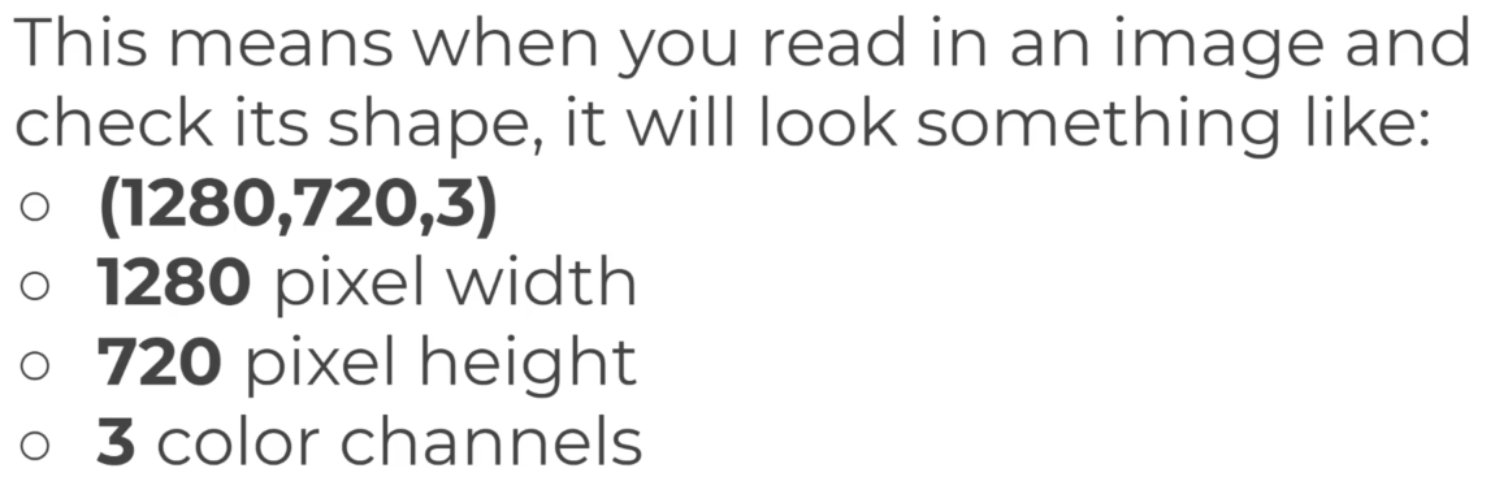 This means when you read in an image and
check its shape, it will look something like:
○ (1280,720,3)
○ 1280 pixel width
○ 720 pixel height
○ 3 color channels